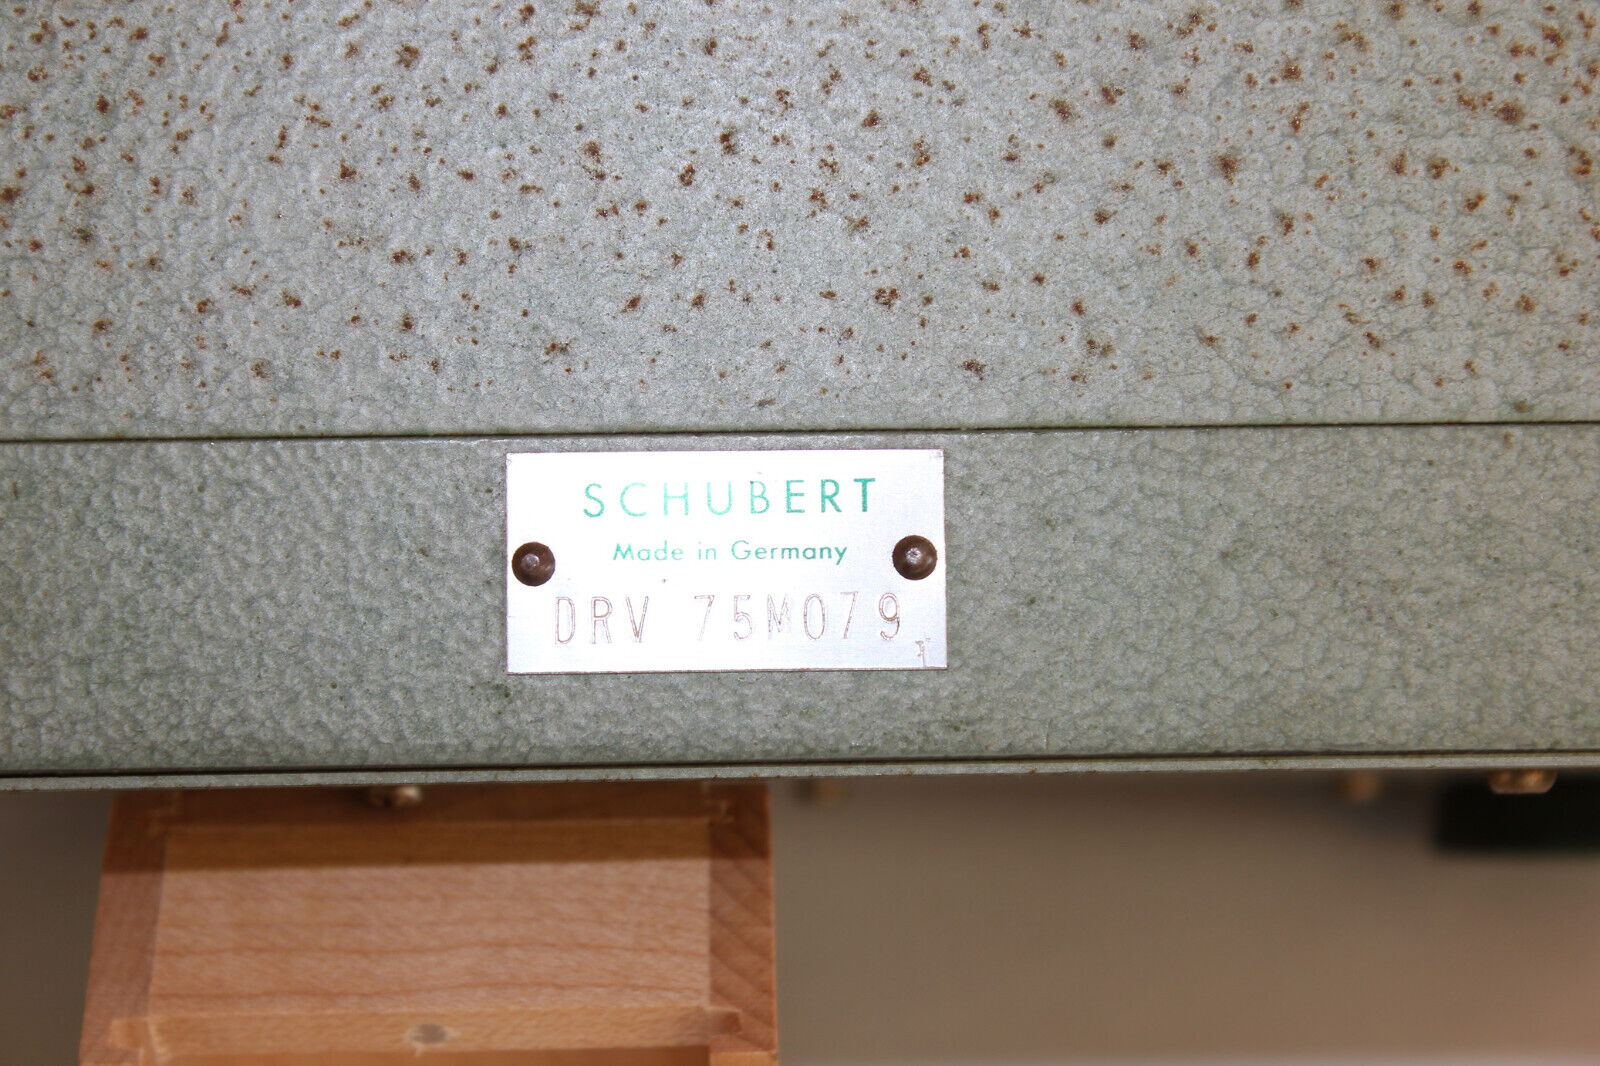 SCHUBERT
Made in Germany
DRV 75M079